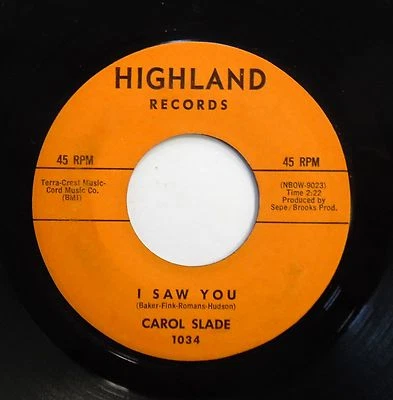 HIGHLAND
RECORDS
45 RPM
45 RPM
Terra-Crest Music-
Cord Music Co.
(BMI)
(NBOW-9023)
Time 2:22
Produced by
Sepe/Brooks Prod.
I SAW YOU
(Baker-Fink-Romans-Hudson)
CAROL SLADE
1034